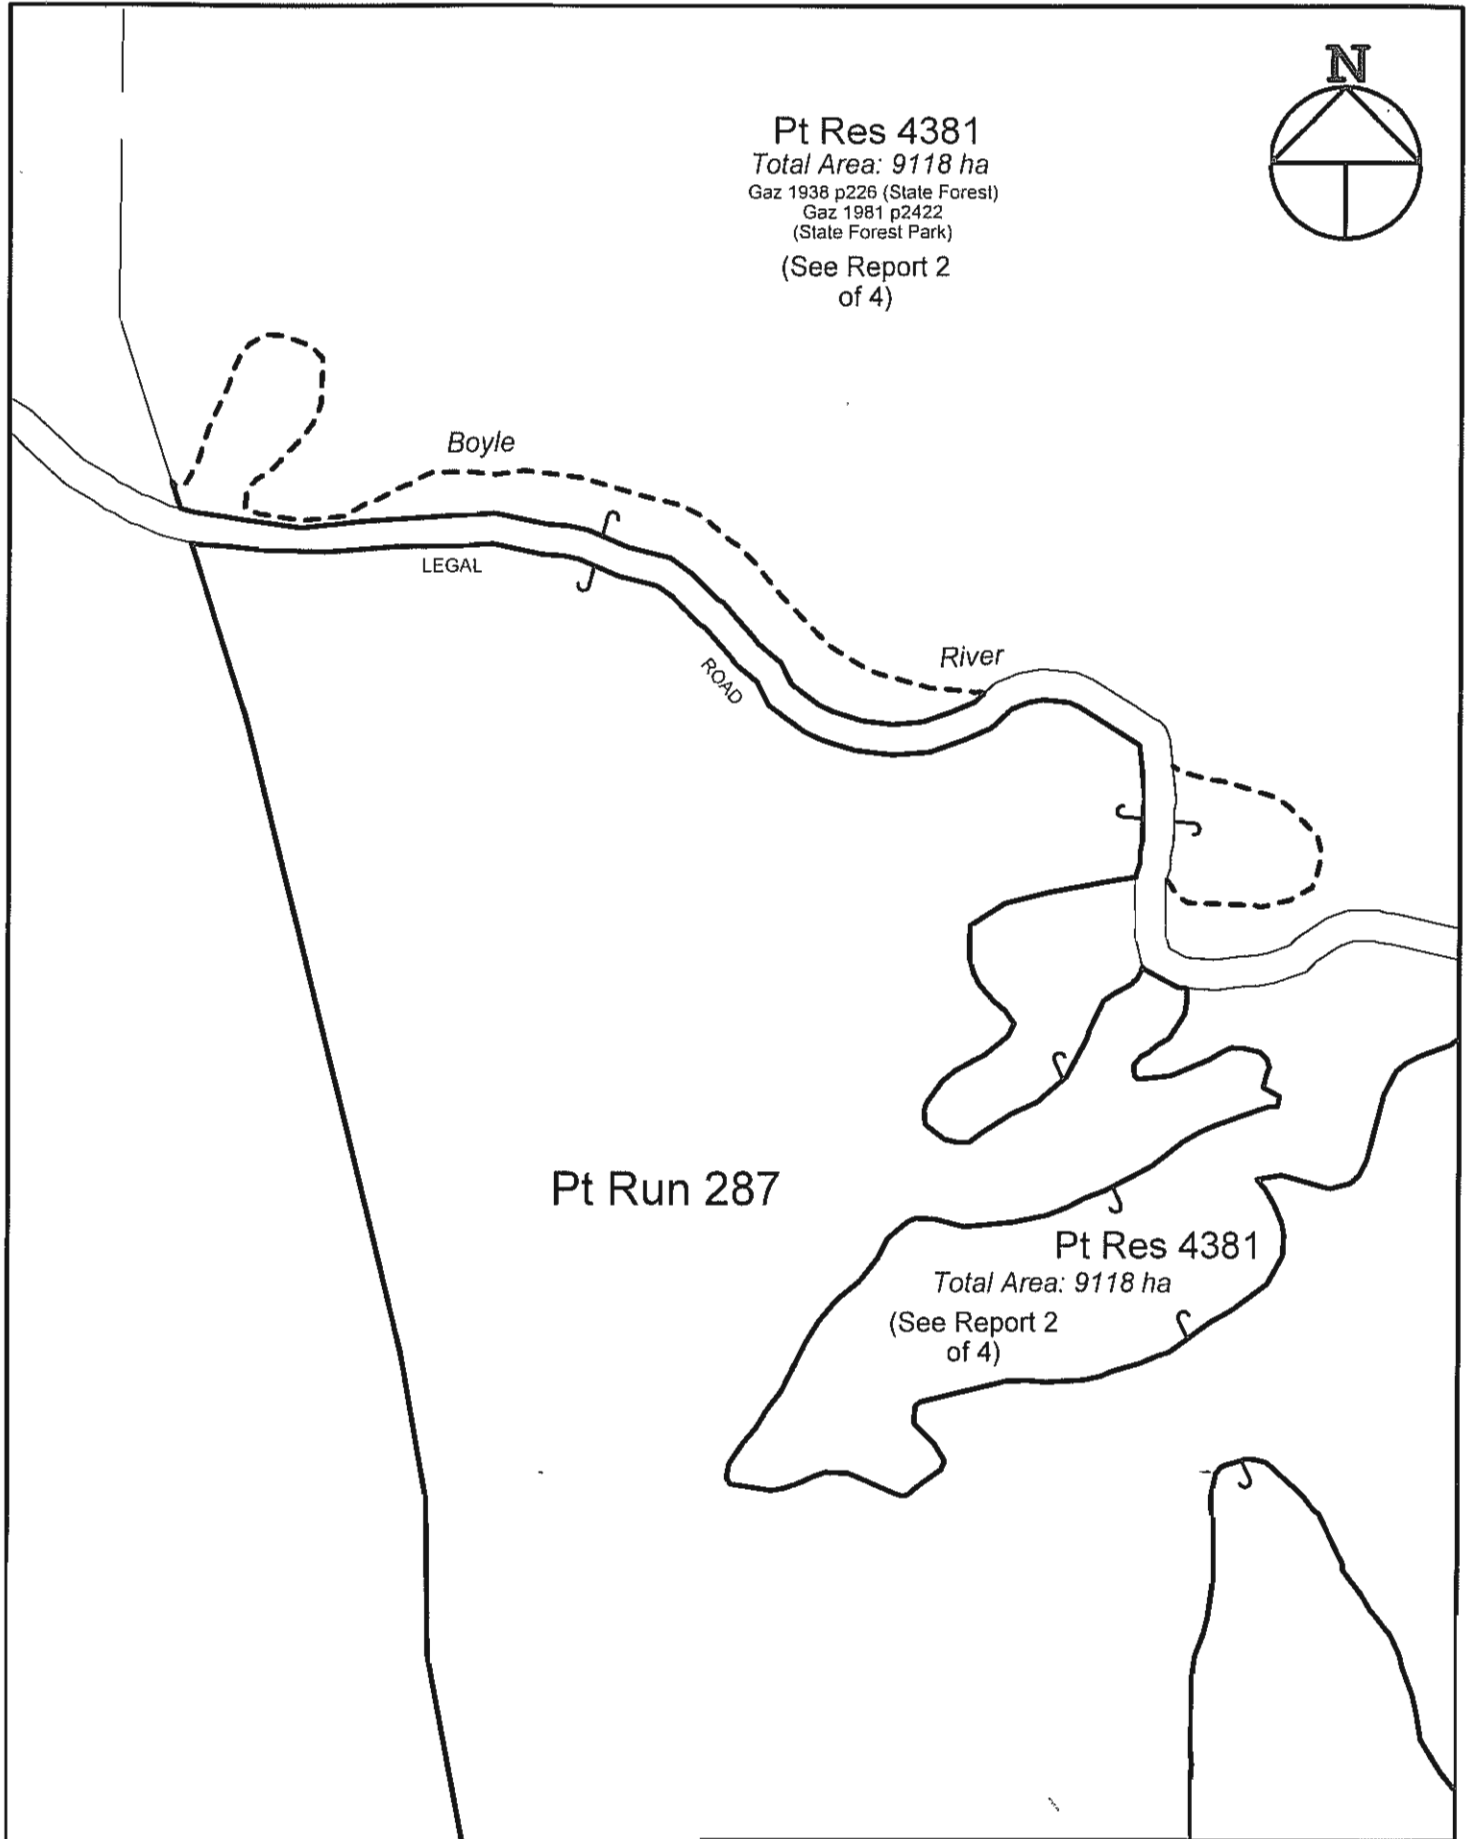 N
Pt Res 4381
Total Area: 9118 ha
Gaz 1938 p226 (State Forest)
Gaz 1981 p2422
(State Forest Park)
(See Report 2
of 4)
Boyle
LEGAL
River
ROAD
Pt Run 287
Pt Res 4381
Total Area: 9118 ha
(See Report 2
of 4)